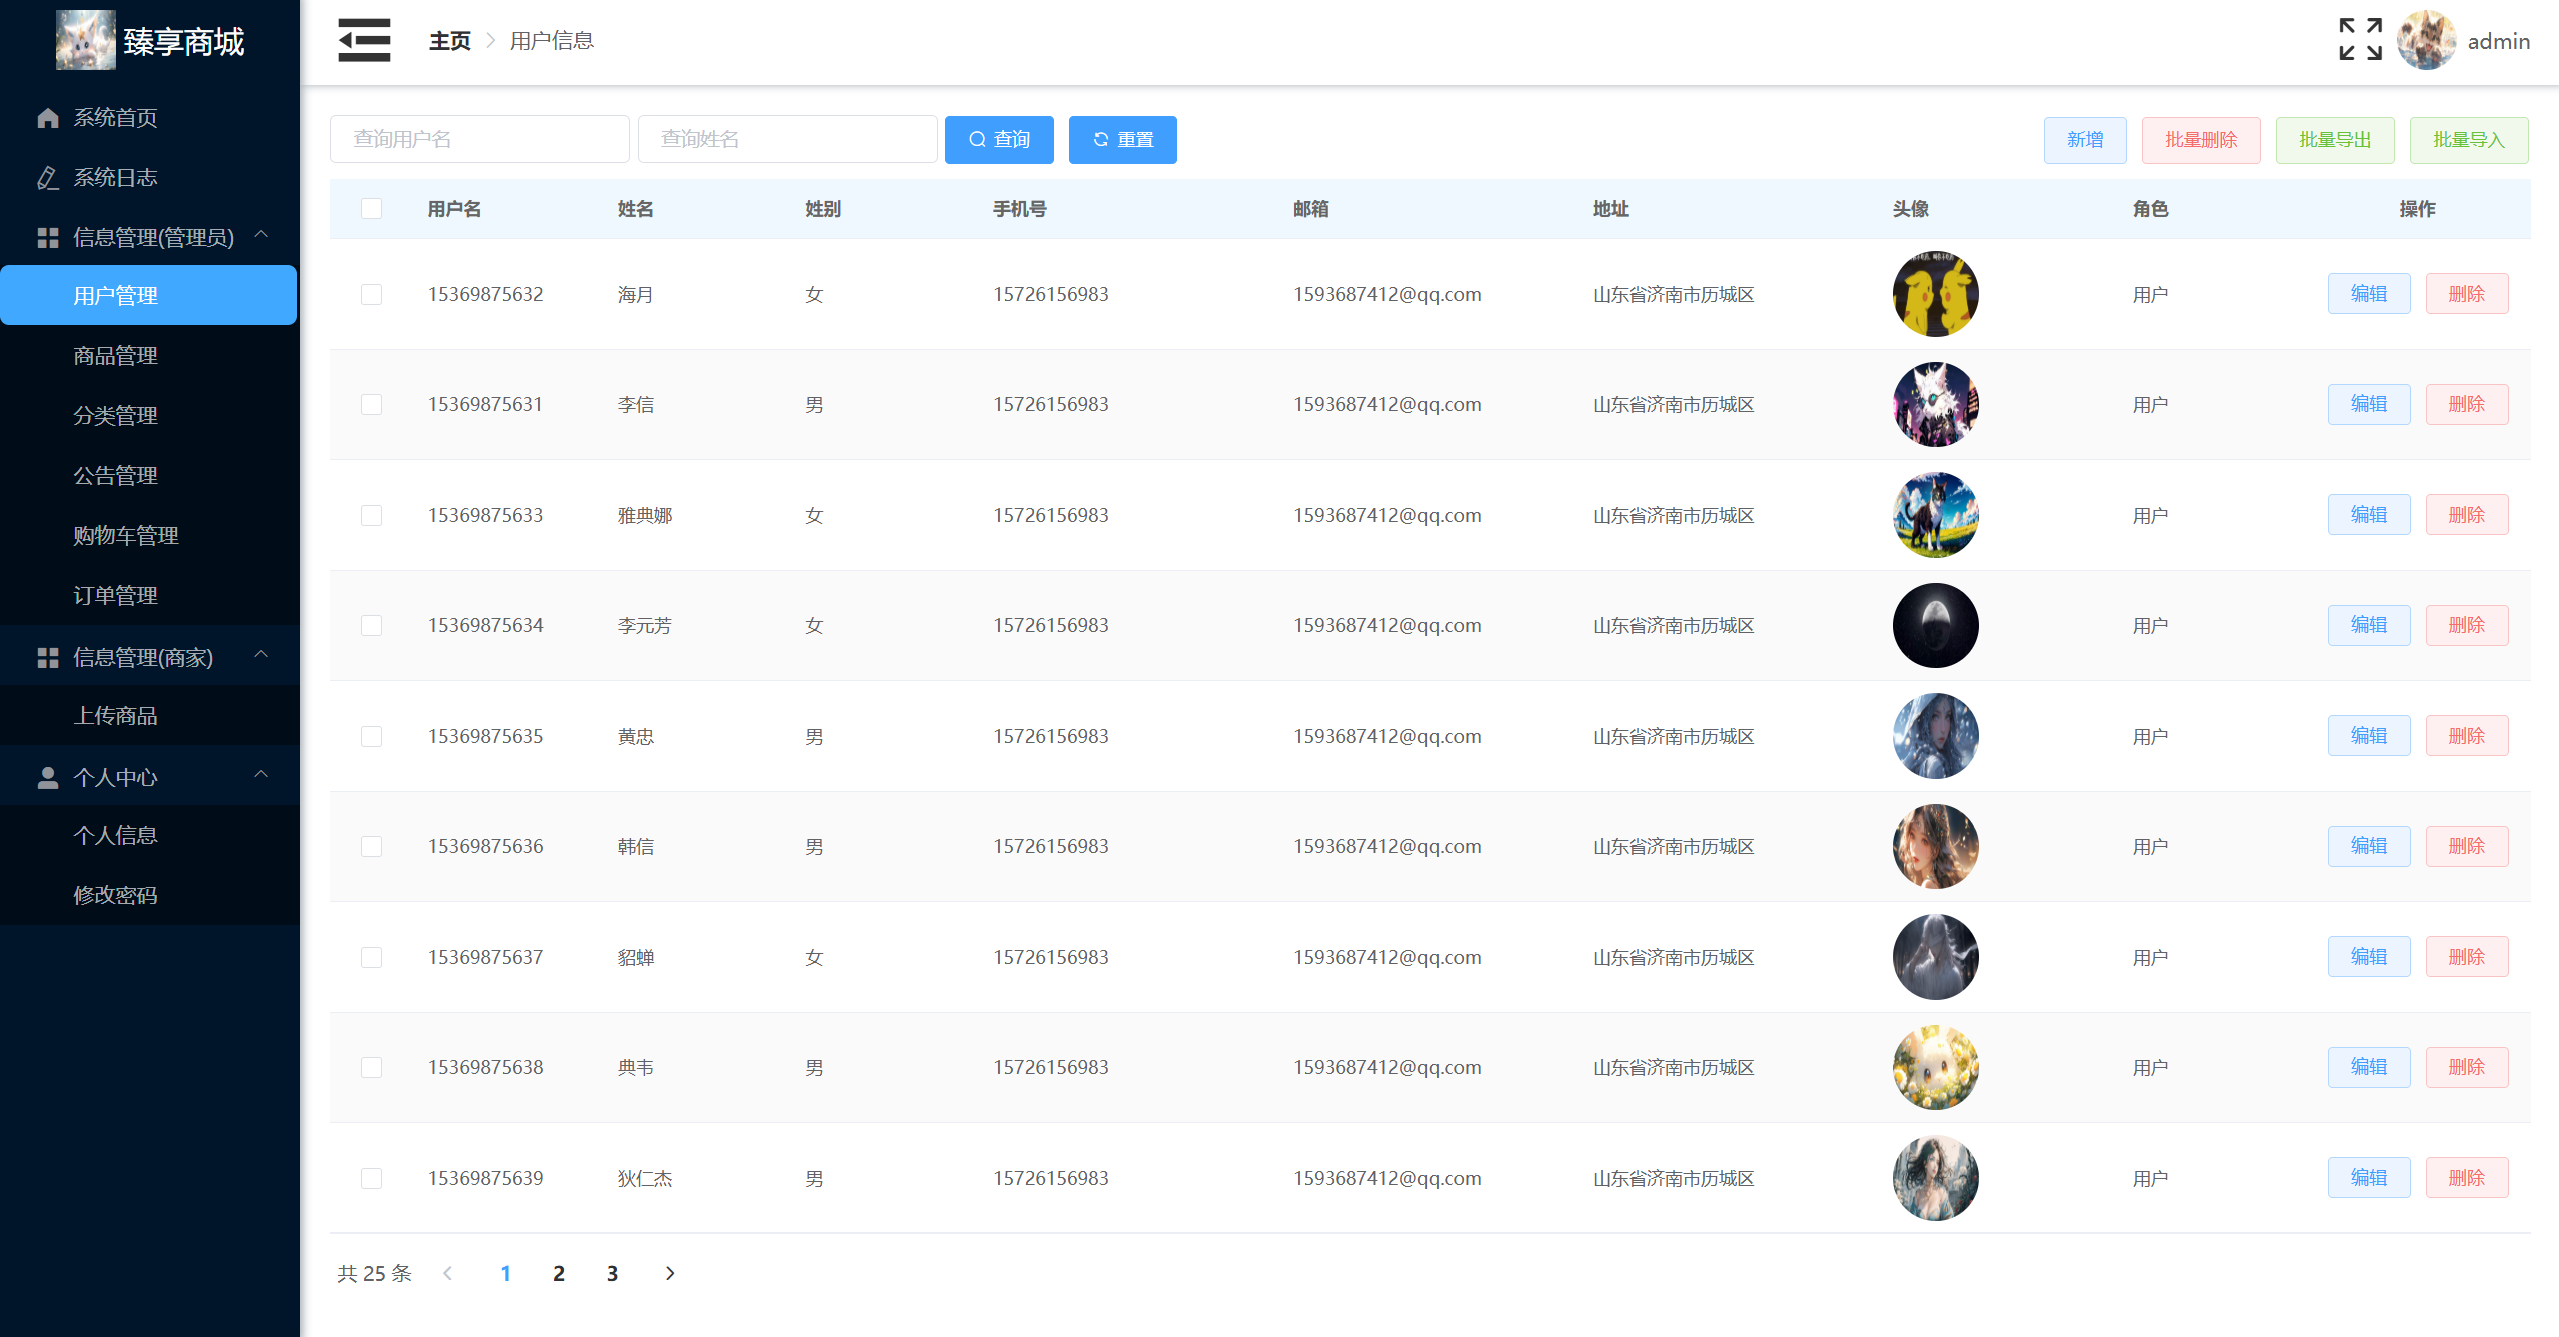 臻享商城
主页 用户信息
admin
系统首页
系统日志
信息管理(管理员)
用户管理
商品管理
分类管理
公告管理
购物车管理
订单管理
信息管理(商家)
上传商品
个人中心
个人信息
修改密码
查询用户名 查询姓名 查询 重置 新增 批量删除 批量导出 批量导入
用户名 姓名 姓别 手机号 邮箱 地址 头像 角色 操作
15369875632 海月 女 15726156983 1593687412@qq.com 山东省济南市历城区 用户 编辑 删除
15369875631 李信 男 15726156983 1593687412@qq.com 山东省济南市历城区 用户 编辑 删除
15369875633 雅典娜 女 15726156983 1593687412@qq.com 山东省济南市历城区 用户 编辑 删除
15369875634 李元芳 女 15726156983 1593687412@qq.com 山东省济南市历城区 用户 编辑 删除
15369875635 黄忠 男 15726156983 1593687412@qq.com 山东省济南市历城区 用户 编辑 删除
15369875636 韩信 男 15726156983 1593687412@qq.com 山东省济南市历城区 用户 编辑 删除
15369875637 貂蝉 女 15726156983 1593687412@qq.com 山东省济南市历城区 用户 编辑 删除
15369875638 典韦 男 15726156983 1593687412@qq.com 山东省济南市历城区 用户 编辑 删除
15369875639 狄仁杰 男 15726156983 1593687412@qq.com 山东省济南市历城区 用户 编辑 删除
共 25 条 1 2 3